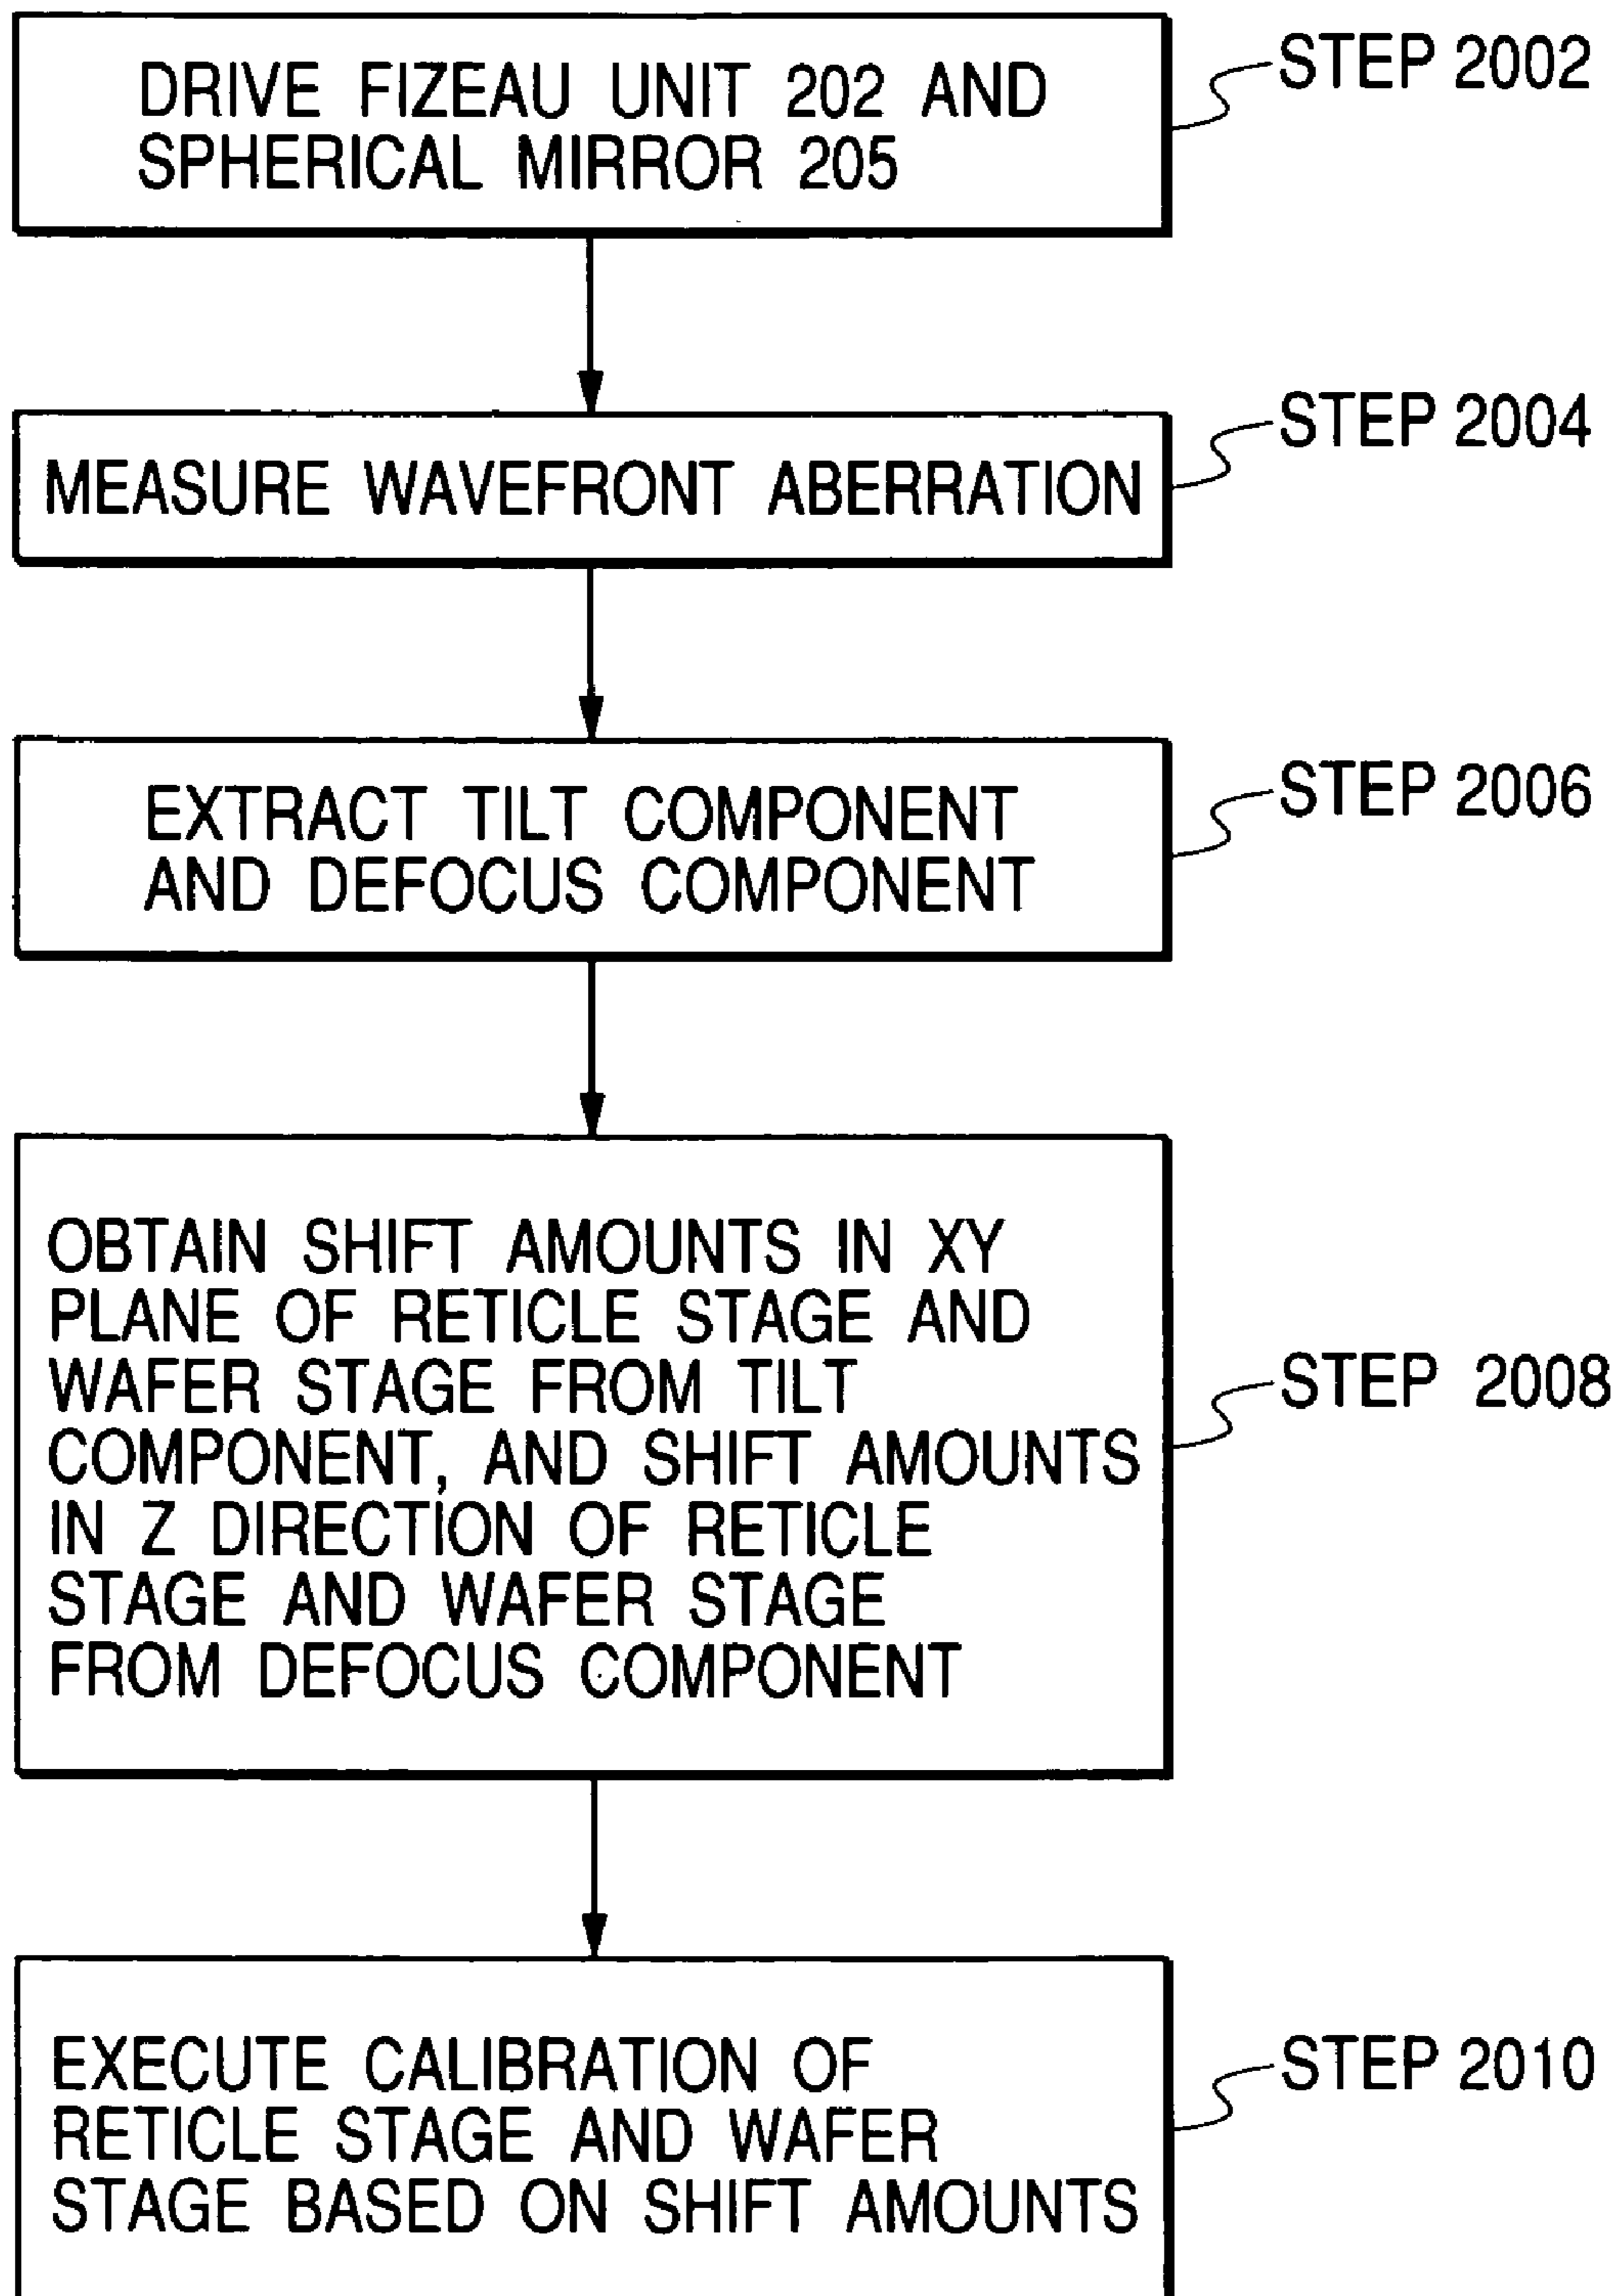 DRIVE FIZEAU UNIT 202 AND
SPHERICAL MIRROR 205
STEP 2002
MEASURE WAVEFRONT ABERRATION
STEP 2004
EXTRACT TILT COMPONENT
AND DEFOCUS COMPONENT
STEP 2006
OBTAIN SHIFT AMOUNTS IN XY
PLANE OF RETICLE STAGE AND
WAFER STAGE FROM TILT
COMPONENT, AND SHIFT AMOUNTS
IN Z DIRECTION OF RETICLE
STAGE AND WAFER STAGE
FROM DEFOCUS COMPONENT
STEP 2008
EXECUTE CALIBRATION OF
RETICLE STAGE AND WAFER
STAGE BASED ON SHIFT AMOUNTS
STEP 2010